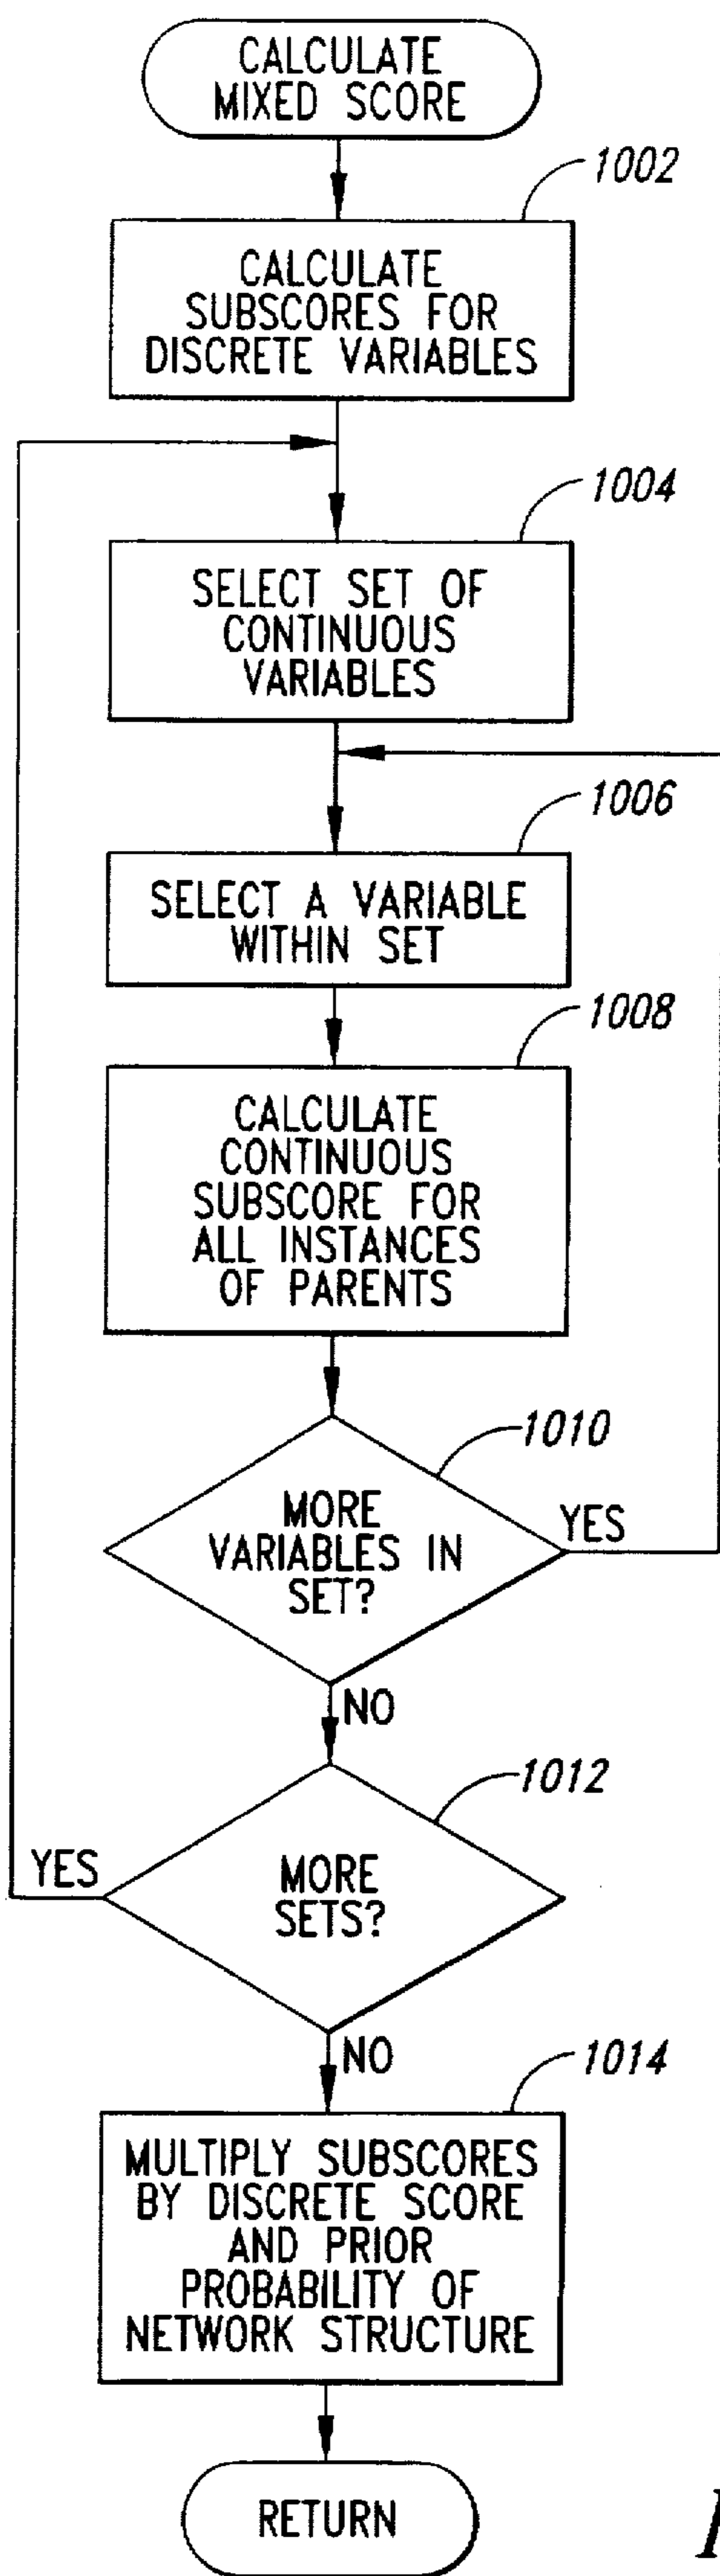 CALCULATE
MIXED SCORE
1002
CALCULATE
SUBSCORES FOR
DISCRETE VARIABLES
1004
SELECT SET OF
CONTINUOUS
VARIABLES
1006
SELECT A VARIABLE
WITHIN SET
1008
CALCULATE
CONTINUOUS
SUBSCORE FOR
ALL INSTANCES
OF PARENTS
1010
MORE
VARIABLES IN
SET?
YES
NO
1012
MORE
SETS?
YES
NO
1014
MULTIPLY SUBSCORES
BY DISCRETE SCORE
AND PRIOR
PROBABILITY OF
NETWORK STRUCTURE
RETURN